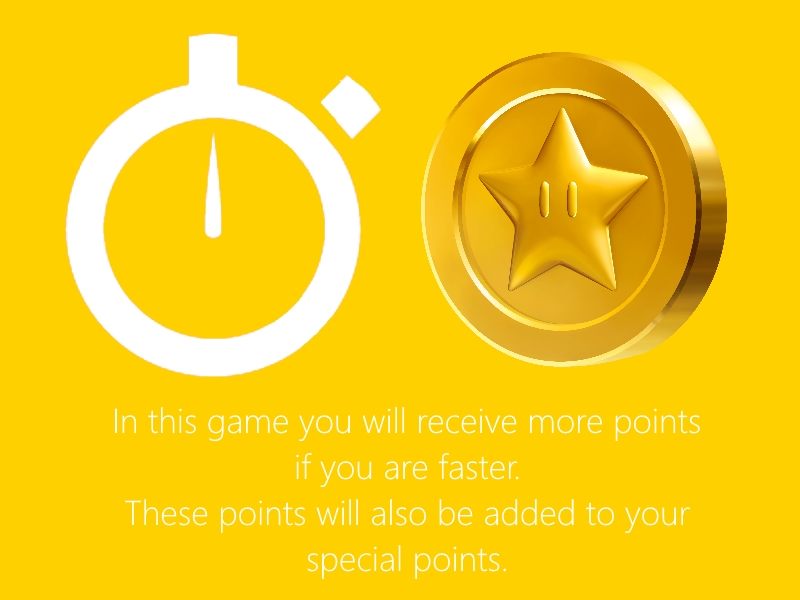 In this game you will receive more points
if you are faster.
These points will also be added to your
special points.